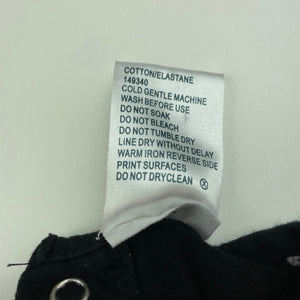 COTTON/ELASTANE
149340
COLD GENTLE MACHINE
WASH BEFORE USE
DO NOT SOAK
DO NOT BLEACH
DO NOT TUMBLE DRY
LINE DRY WITHOUT DELAY
WARM IRON REVERSE SIDE
PRINT SURFACES
DO NOT DRYCLEAN